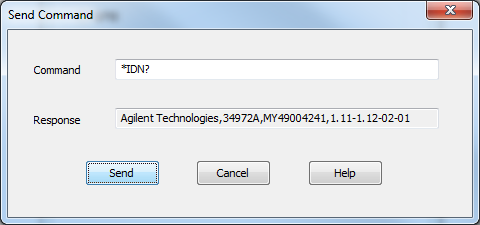 Send Command
Command
*IDN?
Response
Agilent Technologies,34972A,MY49004241,1.11-1.12-02-01
Send
Cancel
Help